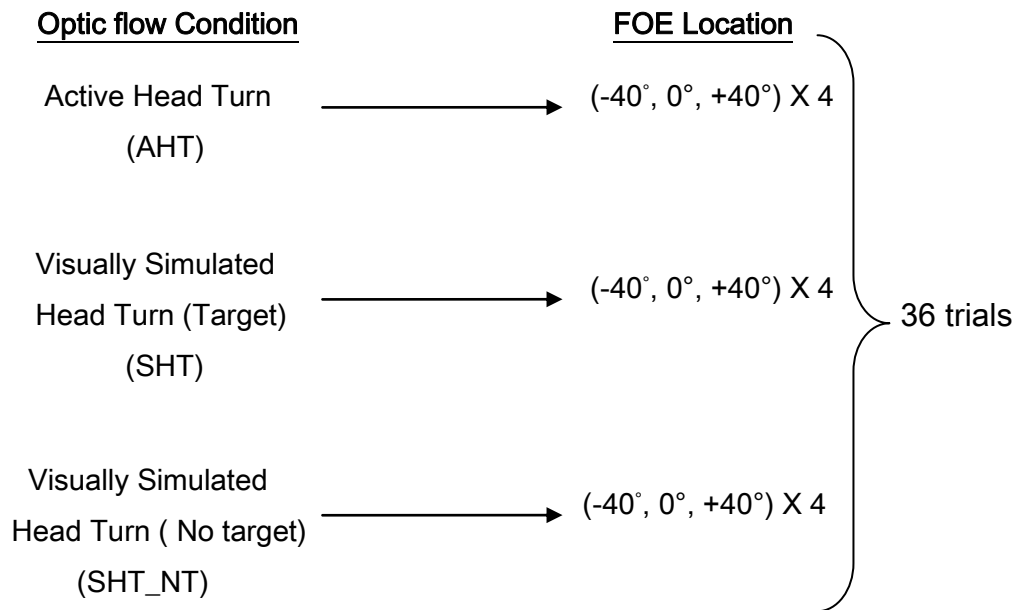 Optic flow Condition FOE Location
Active Head Turn
(AHT)
(-40°, 0°, +40°) X 4
Visually Simulated
Head Turn (Target)
(SHT)
(-40°, 0°, +40°) X 4
36 trials
Visually Simulated
Head Turn ( No target)
(SHT_NT)
(-40°, 0°, +40°) X 4